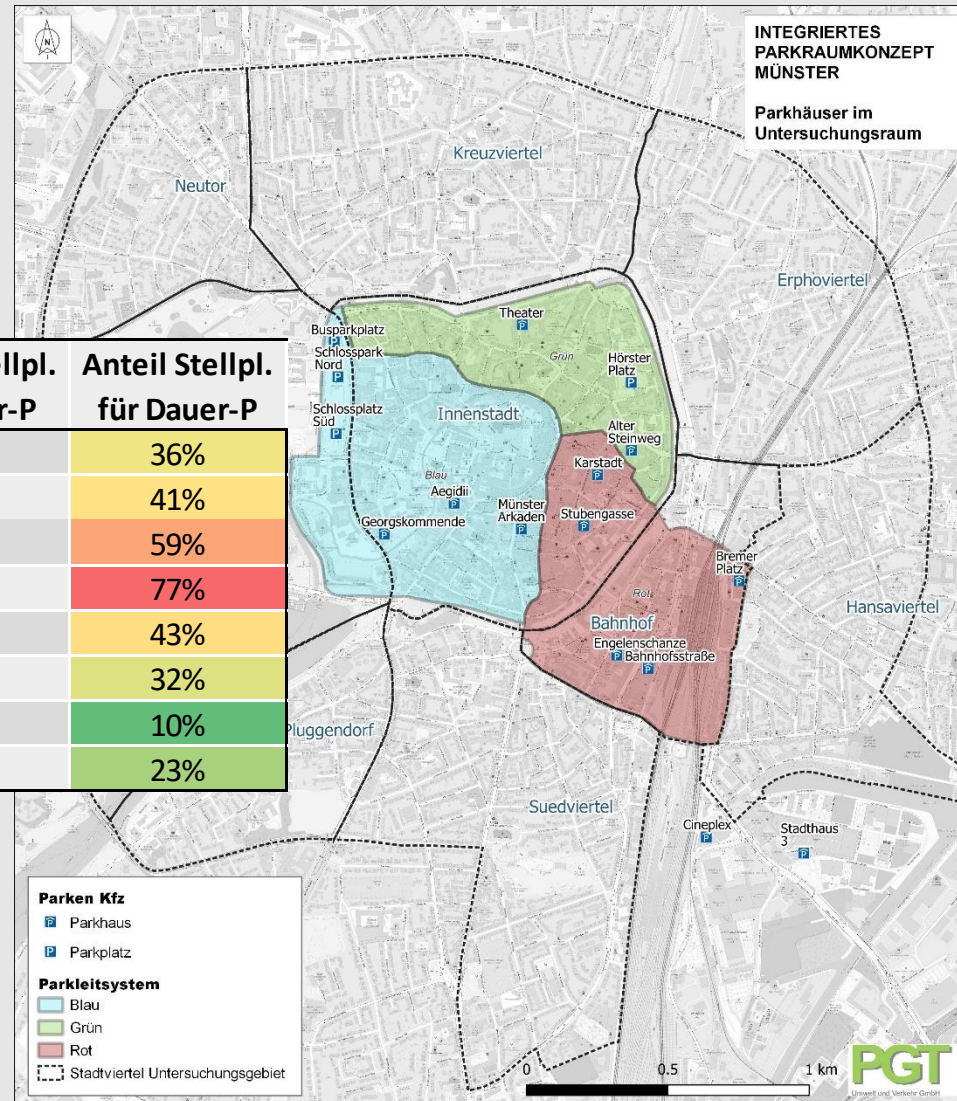 INTEGRIERTES
PARKRAUMKONZEPT
MÜNSTER
Parkhäuser im
Untersuchungsraum
N
Kreuzviertel
Neutor
Erphoviertel
Theater
Busparkplatz
Grün
Schlosspark
Nord
Hörster
Platz
Schlossplatz
Süd
Innenstadt
Alter
Steinweg
Karstadt
Blau
Aegidii
Münster
Arkaden
Stubengasse
Georgskommende
Bremer
Platz
Rot
Hansaviertel
Bahnhof
Engelenschanze
Bahnhofsstraße
Pluggendorf
Suedviertel
Cineplex
Stadthaus
3
ellpl. Anteil Stellpl.
r-P für Dauer-P
36%
41%
59%
77%
43%
32%
10%
23%
Parken Kfz
P Parkhaus
P Parkplatz
Parkleitsystem
Blau
Grün
Rot
Stadtviertel Untersuchungsgebiet
0 0.5 1 km
PGT
Umwelt und Verkehr GmbH